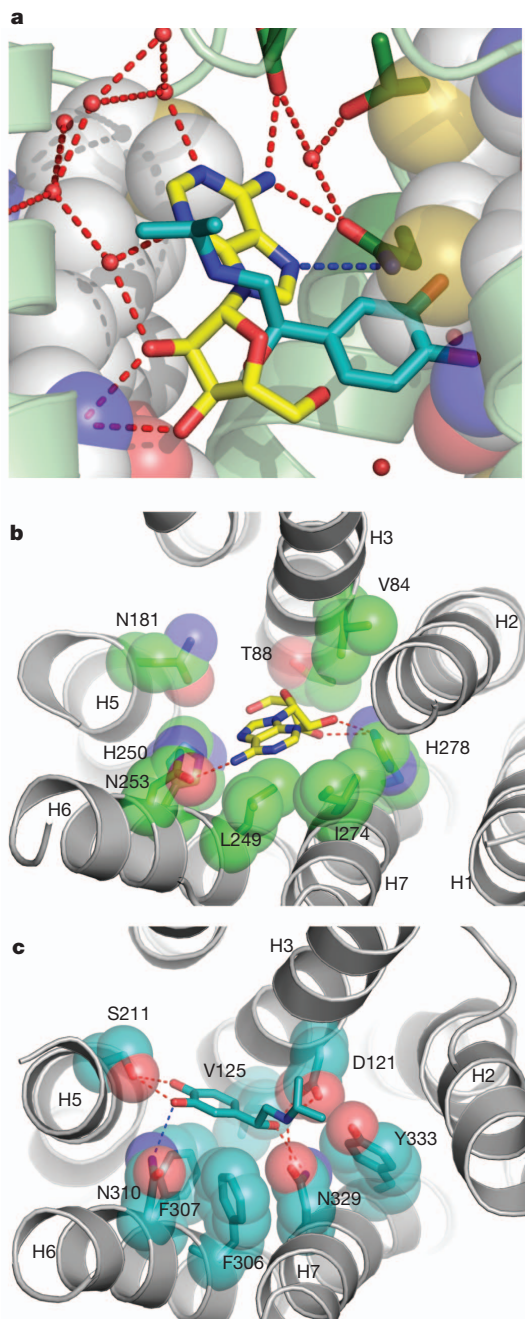 a
b
H3
V84
N181
H2
T88
H5
H250
H278
N253
H6
L249
I274
H7
H1
c
H3
S211
V125
D121
H2
H5
Y333
N310
F307
N329
F306
H6
H7